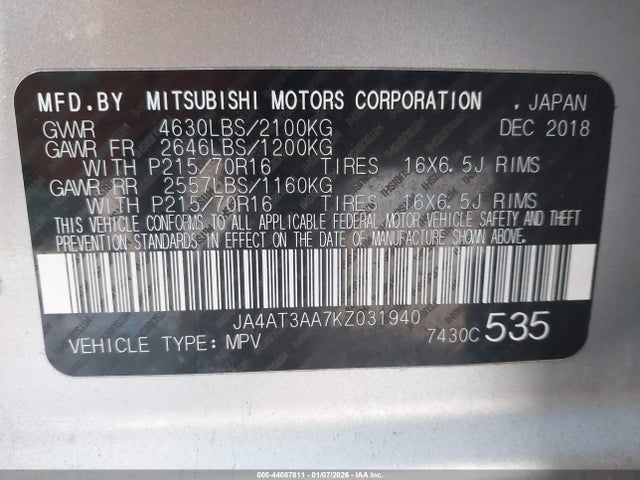 MFD.BY MITSUBISHI MOTORS CORPORATION . JAPAN
GVWR 4630LBS/2100KG DEC 2018
GAWR FR 2646LBS/1200KG
WITH P215/70R16 TIRES 16X6.5J RIMS
GAWR RR 2557LBS/1160KG
WITH P215/70R16 TIRES 16X6.5J RIMS
THIS VEHICLE CONFORMS TO ALL APPLICABLE FEDERAL MOTOR VEHICLE SAFETY AND THEFT
PREVENTION STANDARDS IN EFFECT ON THE DATE OF MANUFACTURE SHOWN ABOVE.
JA4AT3AA7KZ031940
VEHICLE TYPE: MPV 7430C 535
000-44087811 - 01/07/2026 - IAA Inc.